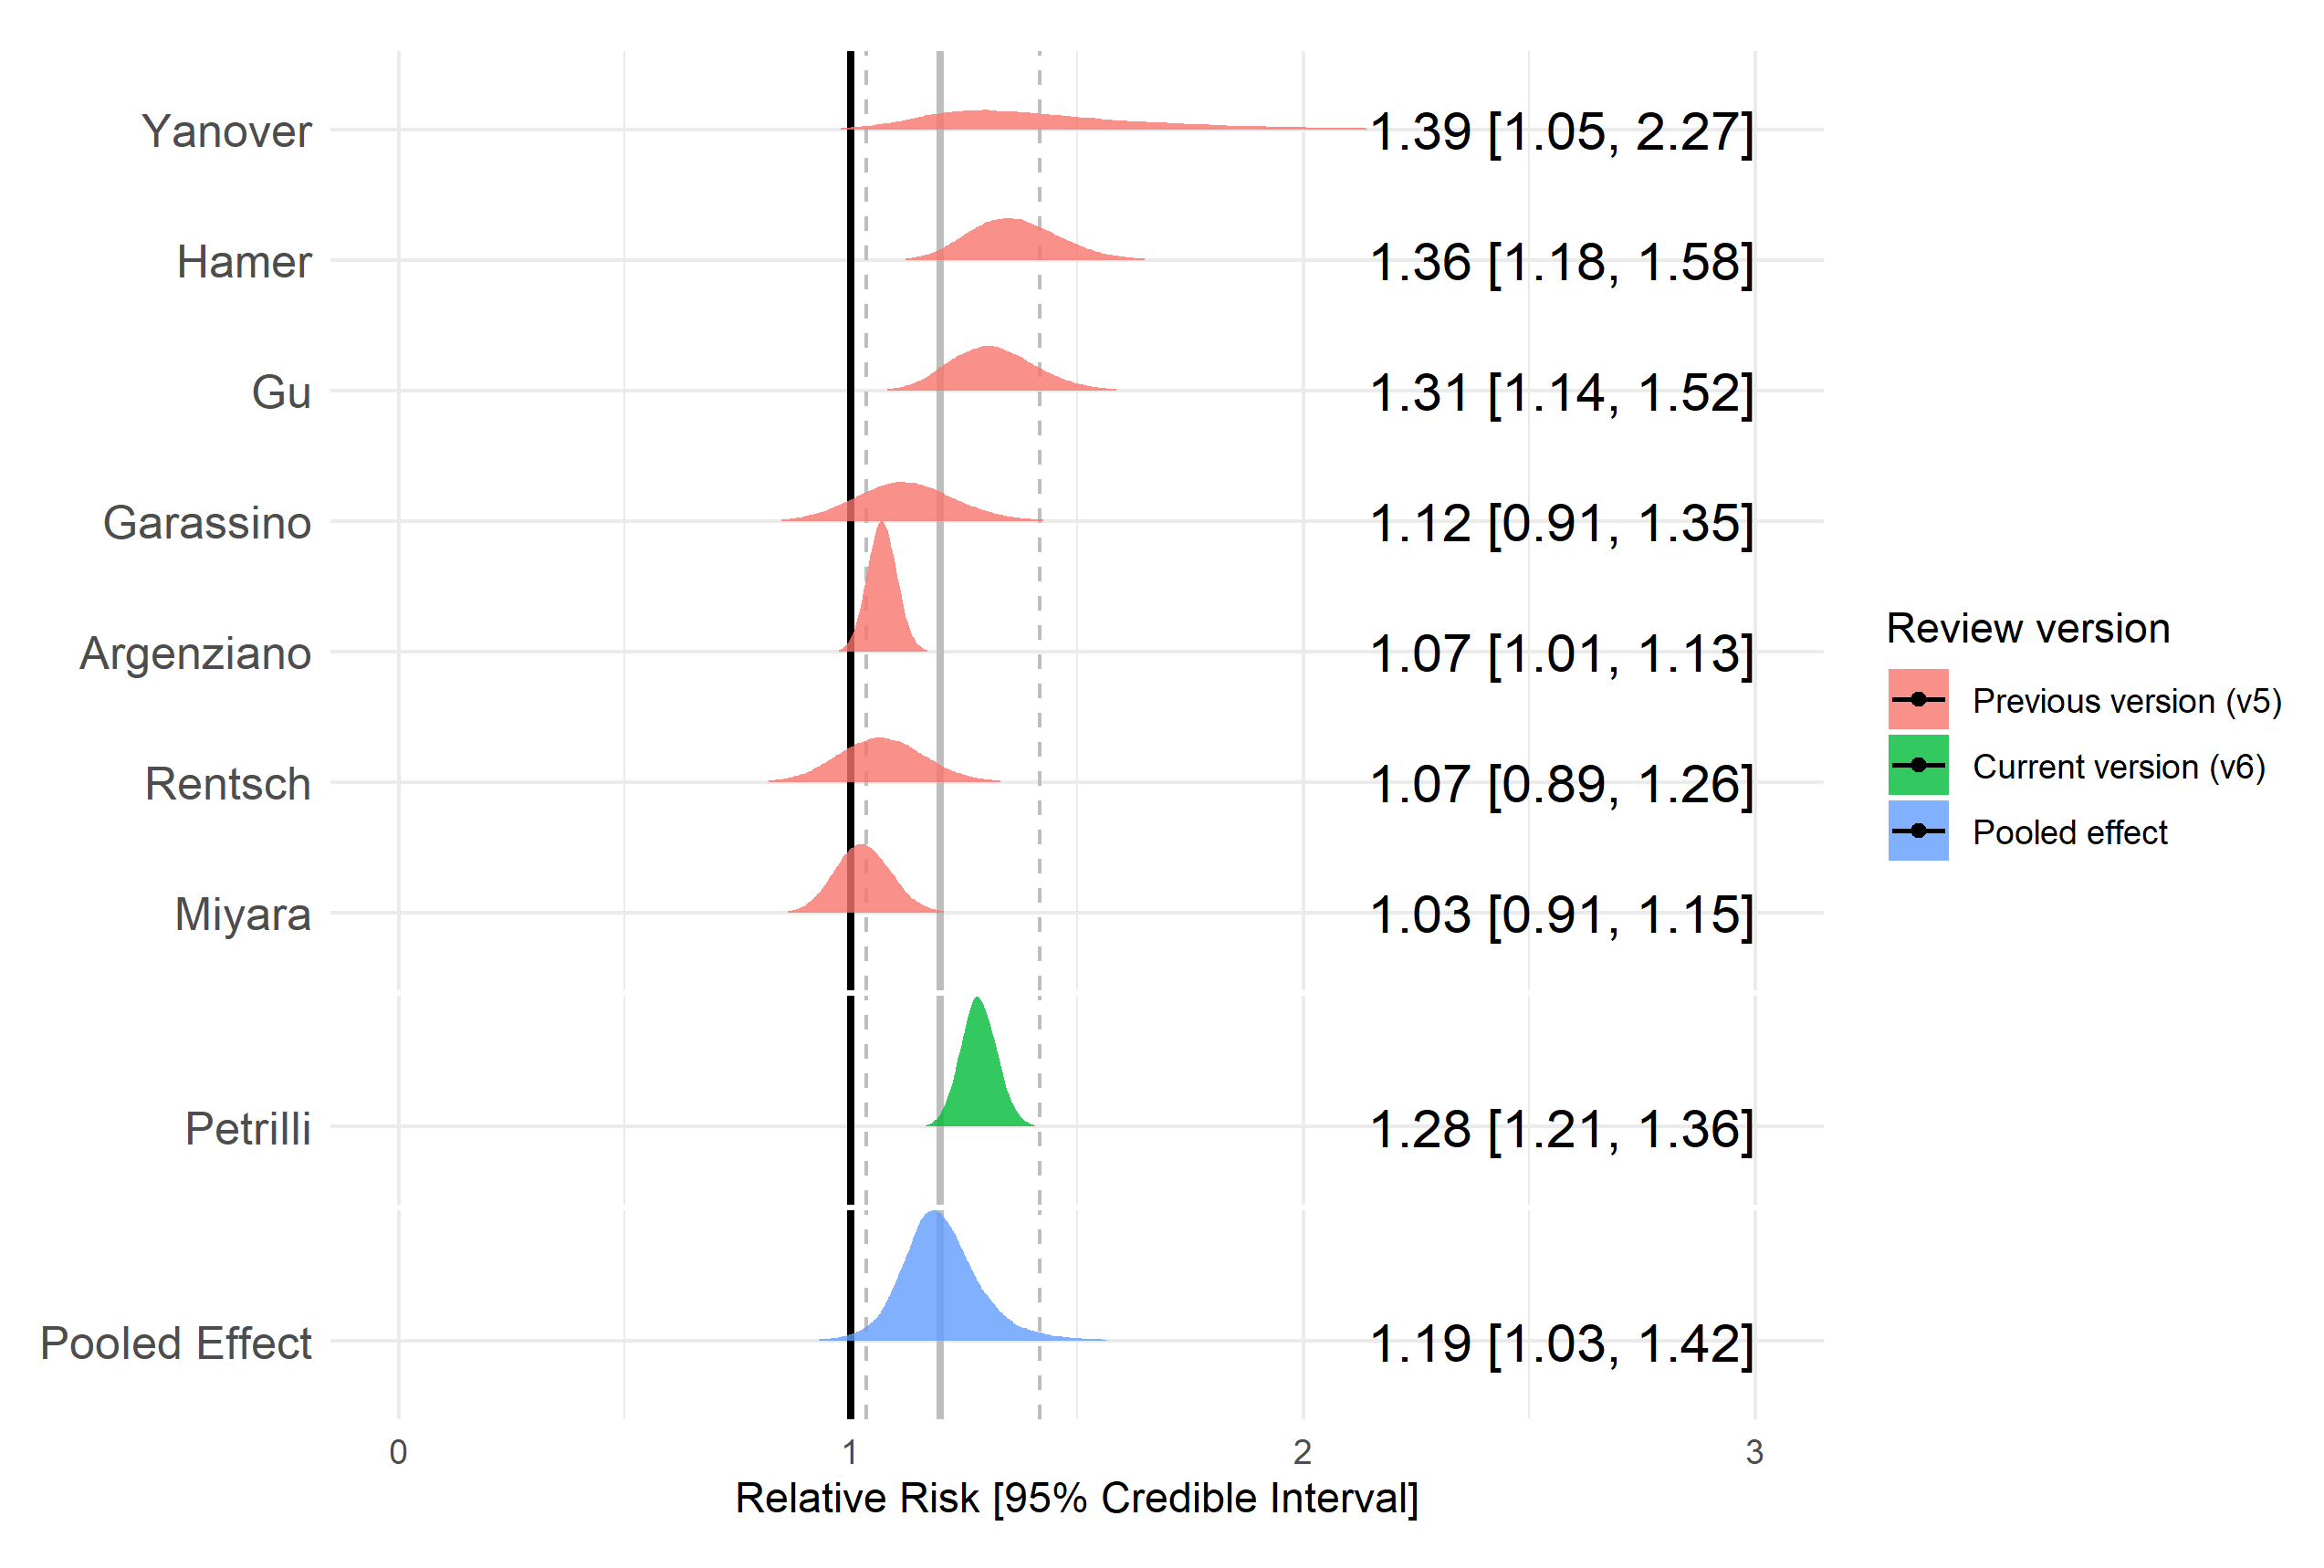 Yanover 1.39 [1.05, 2.27]
Hamer 1.36 [1.18, 1.58]
Gu 1.31 [1.14, 1.52]
Garassino 1.12 [0.91, 1.35]
Argenziano 1.07 [1.01, 1.13]
Rentsch 1.07 [0.89, 1.26]
Miyara 1.03 [0.91, 1.15]
Petrilli 1.28 [1.21, 1.36]
Pooled Effect 1.19 [1.03, 1.42]
0 1 2 3
Relative Risk [95% Credible Interval]
Review version
Previous version (v5)
Current version (v6)
Pooled effect